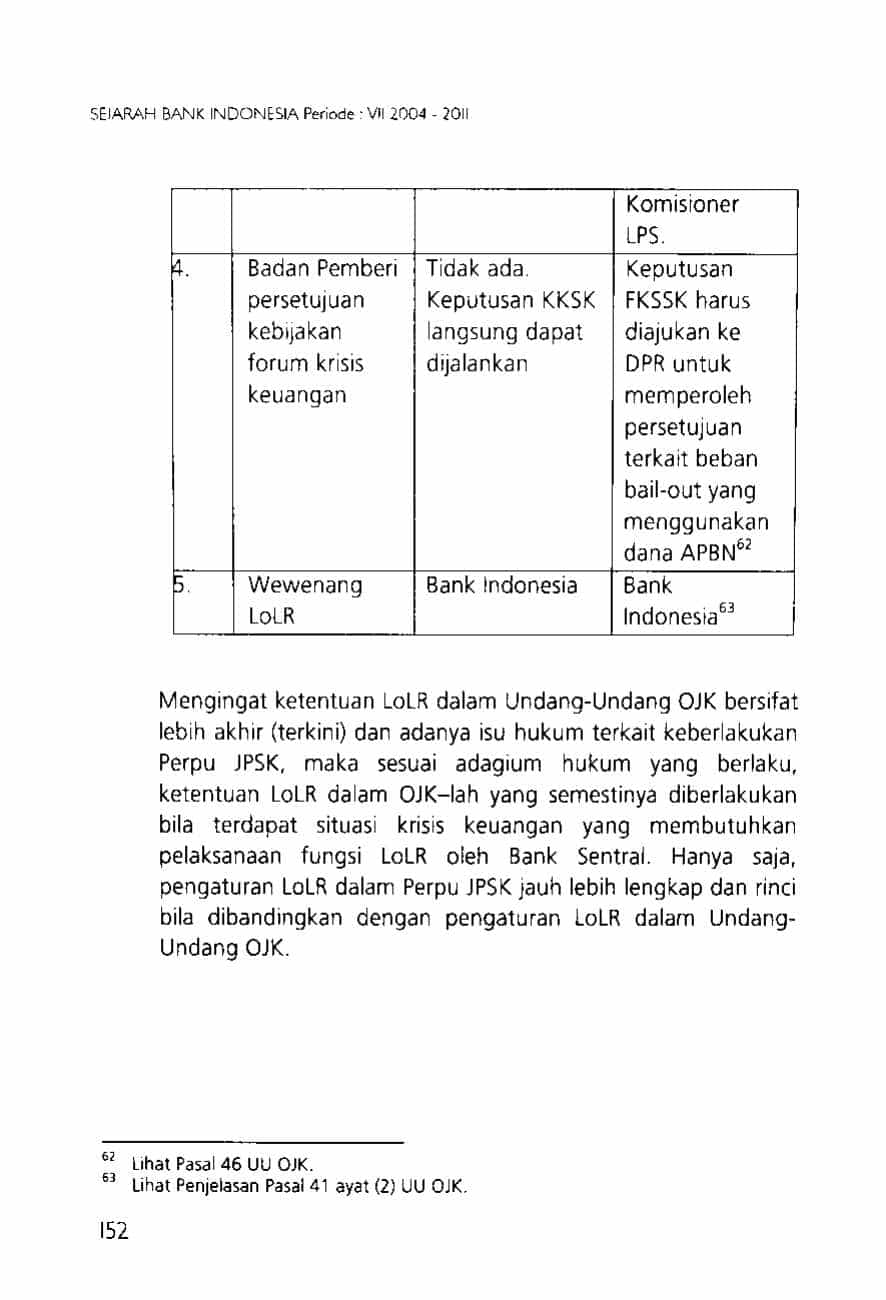 SEJARAH BANK INDONESIA Periode : VII 2004 - 2011
Komisioner
LPS.
4. Badan Pemberi Tidak ada. Keputusan
persetujuan Keputusan KKSK FKSSK harus
kebijakan langsung dapat diajukan ke
forum krisis dijalankan DPR untuk
keuangan memperoleh
persetujuan
terkait beban
bail-out yang
menggunakan
dana APBN62
5. Wewenang Bank Indonesia Bank
LoLR Indonesia63
Mengingat ketentuan LoLR dalam Undang-Undang OJK bersifat
lebih akhir (terkini) dan adanya isu hukum terkait keberlakukan
Perpu JPSK, maka sesuai adagium hukum yang berlaku,
ketentuan LoLR dalam OJK–lah yang semestinya diberlakukan
bila terdapat situasi krisis keuangan yang membutuhkan
pelaksanaan fungsi LoLR oleh Bank Sentral. Hanya saja,
pengaturan LoLR dalam Perpu JPSK jauh lebih lengkap dan rinci
bila dibandingkan dengan pengaturan LoLR dalam Undang-
Undang OJK.
62 Lihat Pasal 46 UU OJK.
63 Lihat Penjelasan Pasal 41 ayat (2) UU OJK.
152